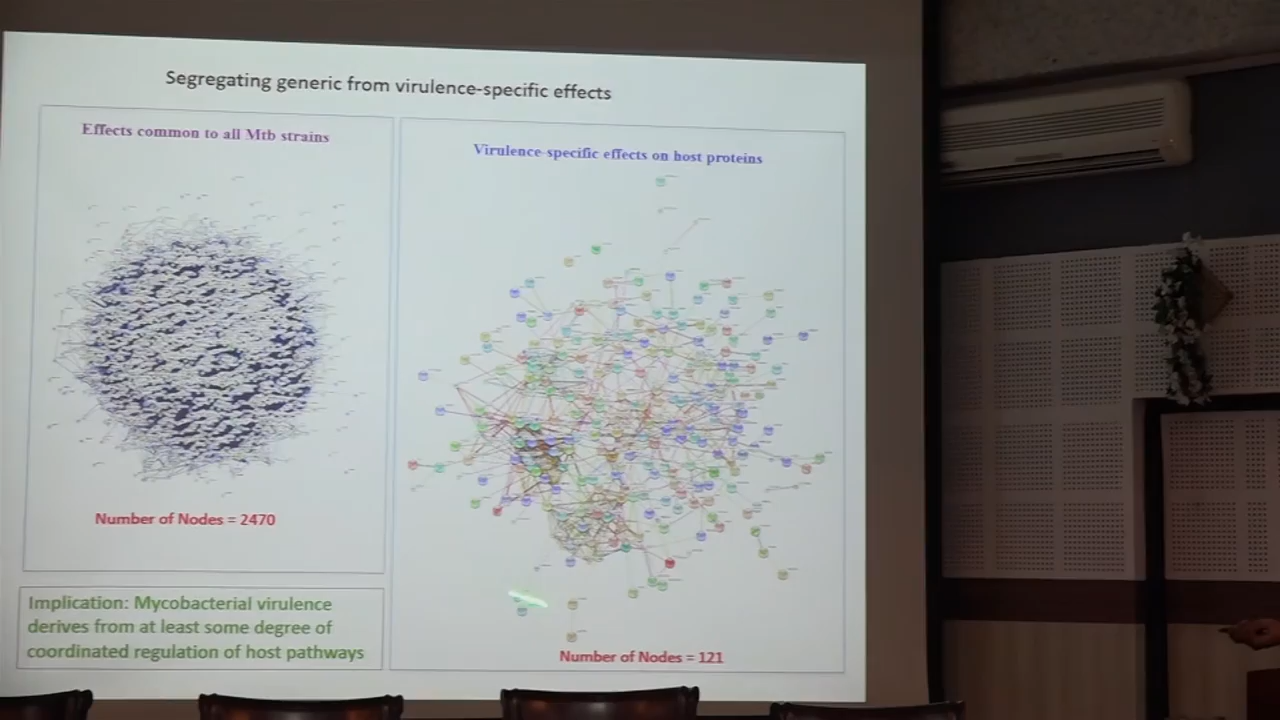 Segregating generic from virulence-specific effects
Effects common to all Mtb strains
Virulence-specific effects on host proteins
Number of Nodes = 2470
Implication: Mycobacterial virulence
derives from at least some degree of
coordinated regulation of host pathways
Number of Nodes = 121